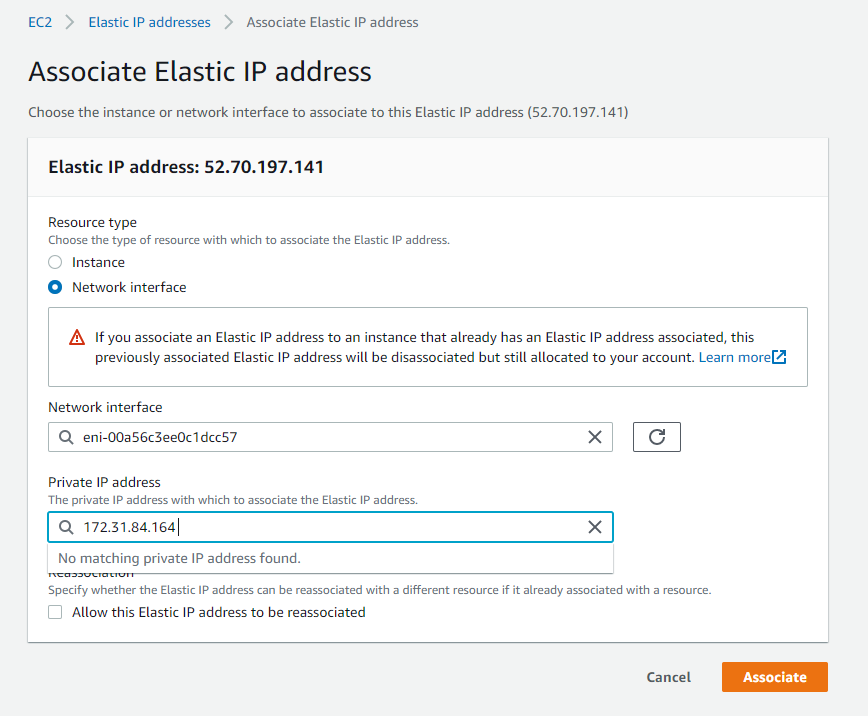 EC2 > Elastic IP addresses > Associate Elastic IP address
Associate Elastic IP address
Choose the instance or network interface to associate to this Elastic IP address (52.70.197.141)
Elastic IP address: 52.70.197.141
Resource type
Choose the type of resource with which to associate the Elastic IP address.
Instance
Network interface
If you associate an Elastic IP address to an instance that already has an Elastic IP address associated, this
previously associated Elastic IP address will be disassociated but still allocated to your account. Learn more
Network interface
eni-00a56c3ee0c1dcc57
Private IP address
The private IP address with which to associate the Elastic IP address.
172.31.84.164
No matching private IP address found.
Reassociation
Specify whether the Elastic IP address can be reassociated with a different resource if it already associated with a resource.
Allow this Elastic IP address to be reassociated
Cancel
Associate